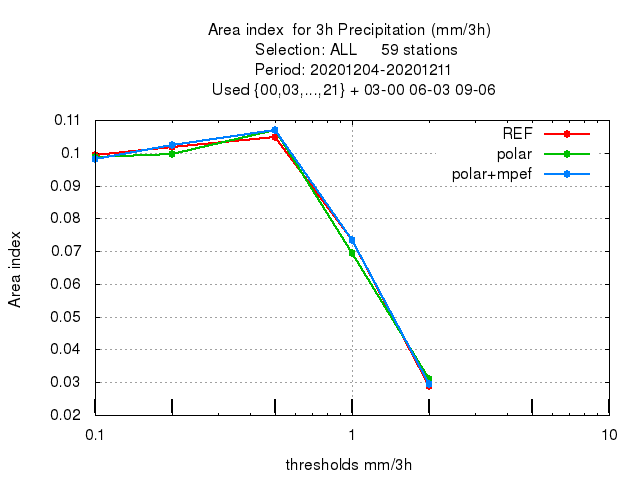 Area index for 3h Precipitation (mm/3h)
Selection: ALL 59 stations
Period: 20201204-20201211
Used {00,03,...,21} + 03-00 06-03 09-06
REF
polar
polar+mpef
0.11
0.1
0.09
0.08
0.07
0.06
0.05
0.04
0.03
0.02
Area index
0.1 1 10
thresholds mm/3h